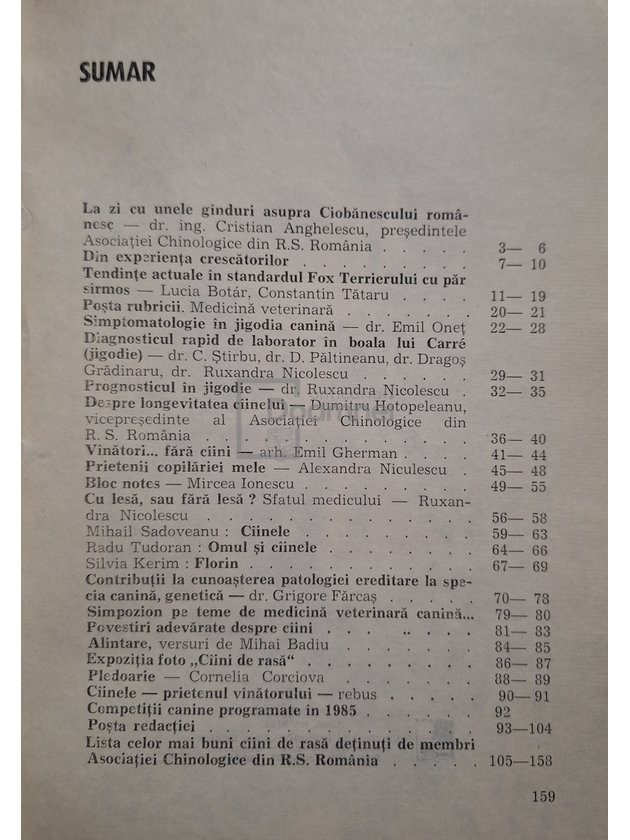 SUMAR
La zi cu unele gînduri asupra Ciobănescului romă-
nesc — dr. ing. Cristian Anghelescu, președintele
Asociației Chinologice din R.S. România . . . . . 3— 6
Din experiența crescătorilor . . . . . . . . . 7— 10
Tendințe actuale în standardul Fox Terrierului cu păr
sîrmos — Lucia Botár, Constantin Tătaru . . . . 11— 19
Poșta rubricii. Medicină veterinară . . . . . . 20— 21
Simptomatologie în jigodia canină — dr. Emil Oneț 22— 28
Diagnosticul rapid de laborator în boala lui Carré
(jigodie) — dr. C. Știrbu, dr. D. Păltineanu, dr. Dragoș
Grădinaru, dr. Ruxandra Nicolescu . . . . . . 29— 31
Prognosticul în jigodie — dr. Ruxandra Nicolescu . 32— 35
Despre longevitatea cîinelui — Dumitru Hotopeleanu,
vicepreședinte al Asociației Chinologice din
R. S. România . . . . . . . . . . . . . 36— 40
Vînători... fără cîini — arh. Emil Gherman . . . . 41— 44
Prietenii copilăriei mele — Alexandra Niculescu . 45— 48
Bloc notes — Mircea Ionescu . . . . . . . . 49— 55
Cu lesă, sau fără lesă ? Sfatul medicului — Ruxan-
dra Nicolescu . . . . . . . . . . . . . 56— 58
Mihail Sadoveanu : Cîinele . . . . . . . . . 59— 63
Radu Tudoran : Omul și cîinele . . . . . . . 64— 66
Silvia Kerim : Florin . . . . . . . . . . . 67— 69
Contribuții la cunoașterea patologiei ereditare la spe-
cia canină, genetică — dr. Grigore Fărcaș . . . . . 70— 78
Simpozion pe teme de medicină veterinară canină... 79— 80
Povestiri adevărate despre cîini . . . .. . . . 81— 83
Alintare, versuri de Mihai Badiu . . . . . . . 84— 85
Expoziția foto „Cîini de rasă“ . . . . . . . . 86— 87
Pledoarie — Cornelia Corciova . . . . . . . . 88— 89
Cîinele — prietenul vînătorului — rebus . . . . . 90— 91
Competiții canine programate în 1985 . . . . . . 92
Poșta redacției . . . . . . . . . . . . . 93—104
Lista celor mai buni cîini de rasă deținuți de membri
Asociației Chinologice din R.S. România . . . . . 105—158
159